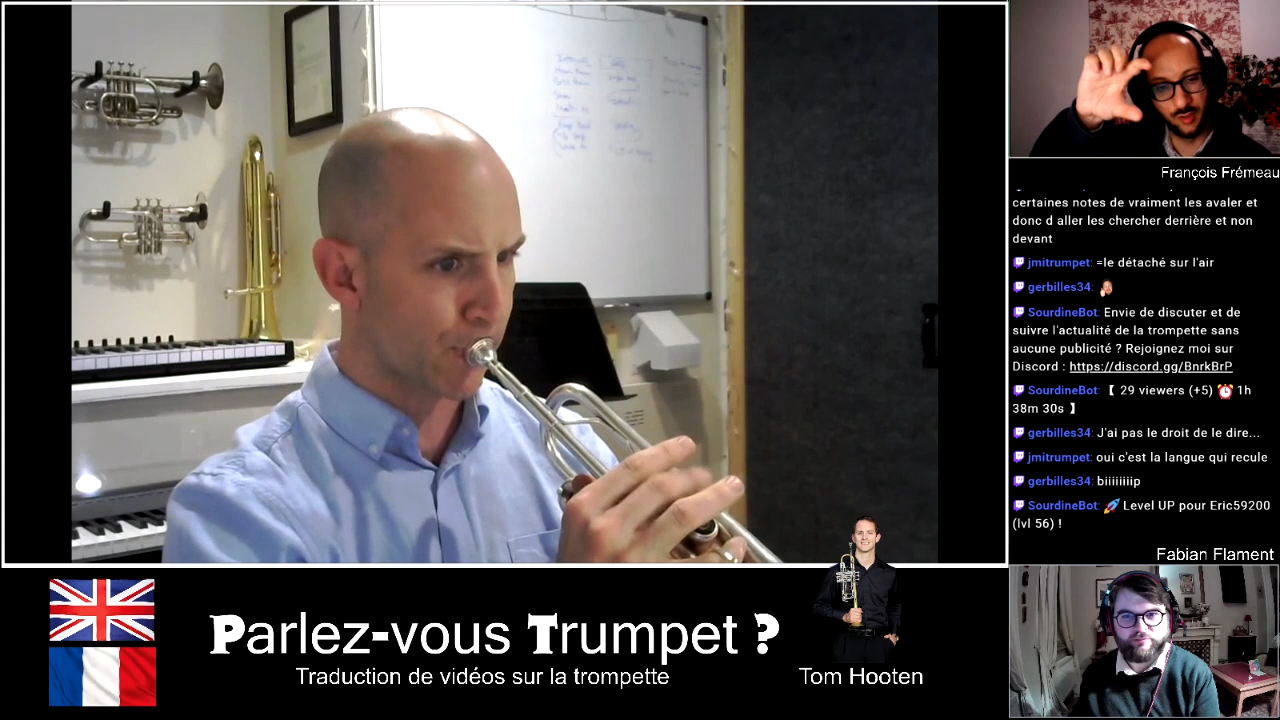 François Frémeau
certaines notes de vraiment les avaler et
donc d aller les chercher derrière et non
devant
jmitrumpet: =le détaché sur l'air
gerbilles34:
SourdineBot: Envie de discuter et de
suivre l'actualité de la trompette sans
aucune publicité ? Rejoignez moi sur
Discord : https://discord.gg/BnrkBrP
SourdineBot: 【 29 viewers (+5) ⏰ 1h
38m 30s 】
gerbilles34: J'ai pas le droit de le dire...
jmitrumpet: oui c'est la langue qui recule
gerbilles34: biiiiiiiip
SourdineBot: 🚀 Level UP pour Eric59200
(lvl 56) !
Fabian Flament
Parlez-vous Trumpet ?
Traduction de vidéos sur la trompette
Tom Hooten